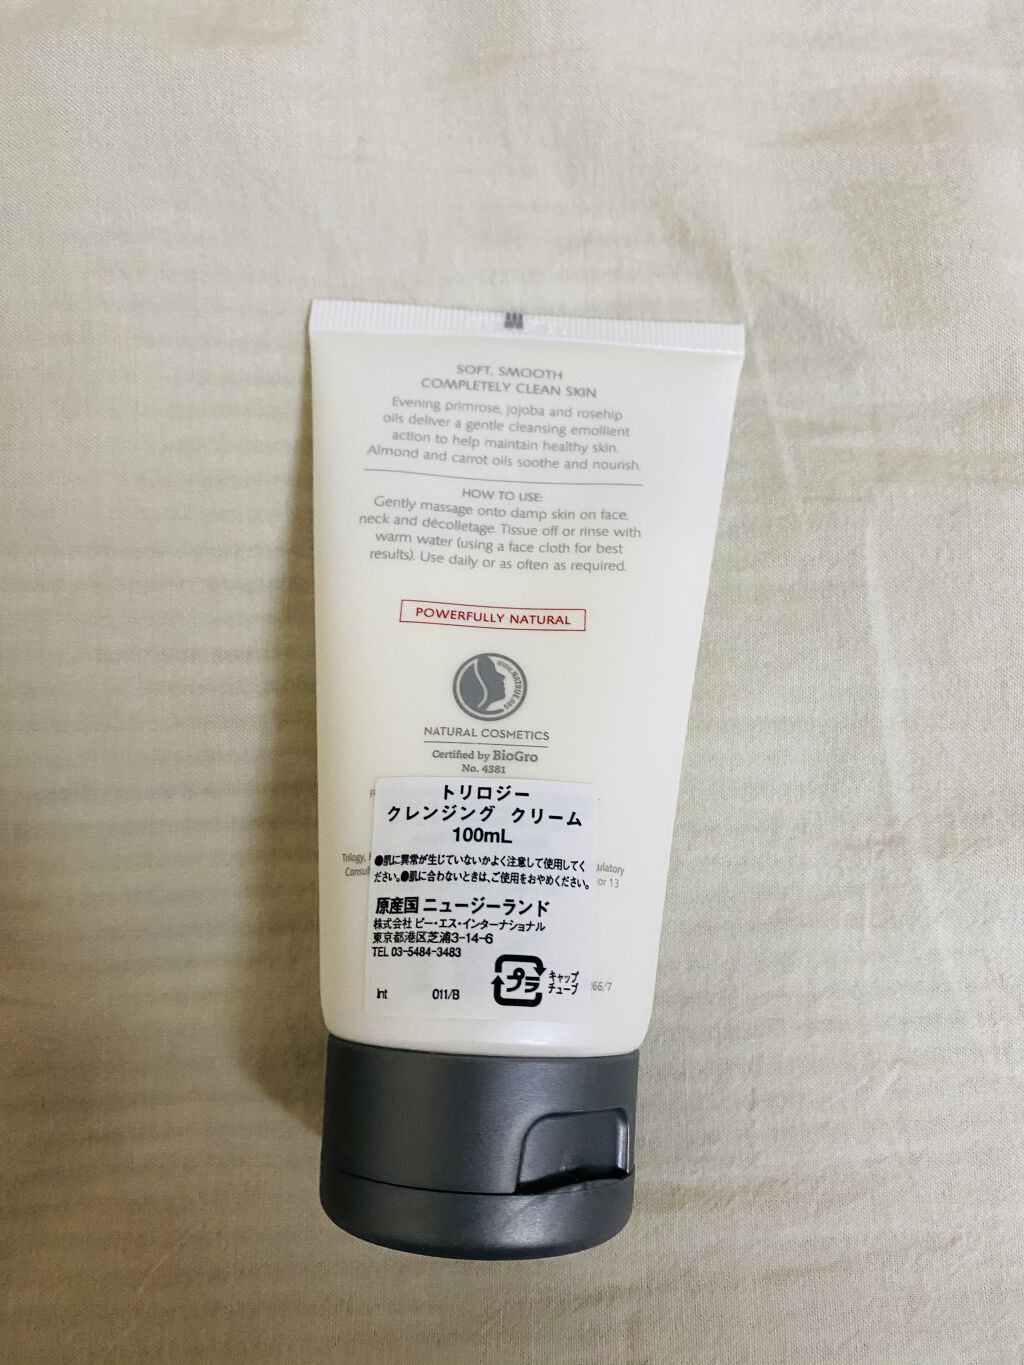 SOFT, SMOOTH
COMPLETELY CLEAN SKIN
Evening primrose, jojoba and rosehip
oils deliver a gentle cleansing emollient
action to help maintain healthy skin.
Almond and carrot oils soothe and nourish.
HOW TO USE:
Gently massage onto damp skin on face,
neck and décolletage. Tissue off or rinse with
warm water (using a face cloth for best
results). Use daily or as often as required.
POWERFULLY NATURAL
www.NATRUE.ORG
NATURAL COSMETICS
Certified by BioGro
No. 4381
トリロジー
クレンジング クリーム
100mL
Trilogy,
●肌に異常が生じていないかよく注意して使用してく
ださい。●肌に合わないときは、ご使用をおやめください。
or 13
原産国 ニュージーランド
株式会社 ピー・エス・インターナショナル
東京都港区芝浦3-14-6
TEL 03-5484-3483
プラ
キャップ
チューブ
Int 011/B